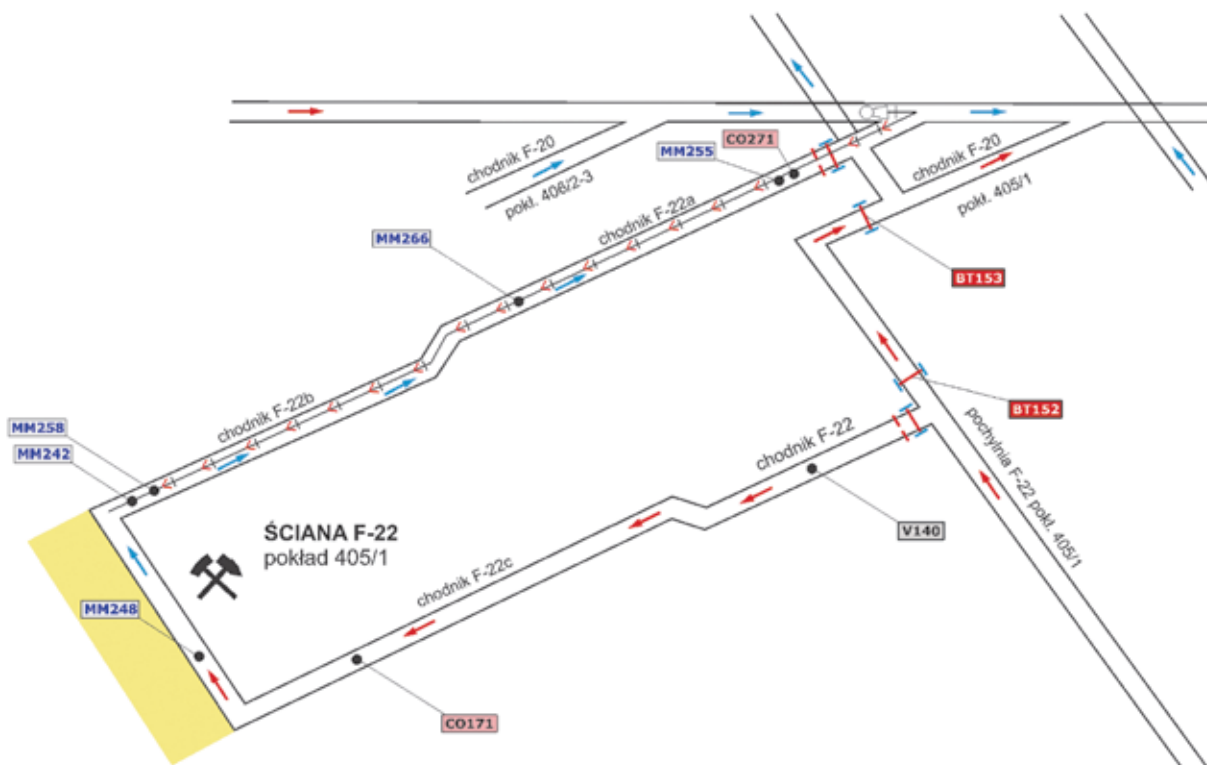 chodnik F-20
pokł. 406/2-3
MM255
CO271
chodnik F-20
pokł. 405/1
chodnik F-22a
MM266
BT153
chodnik F-22b
MM258
MM242
BT152
chodnik F-22
pochylnia F-22 pokł. 405/1
V140
ŚCIANA F-22
pokład 405/1
chodnik F-22c
MM248
CO171